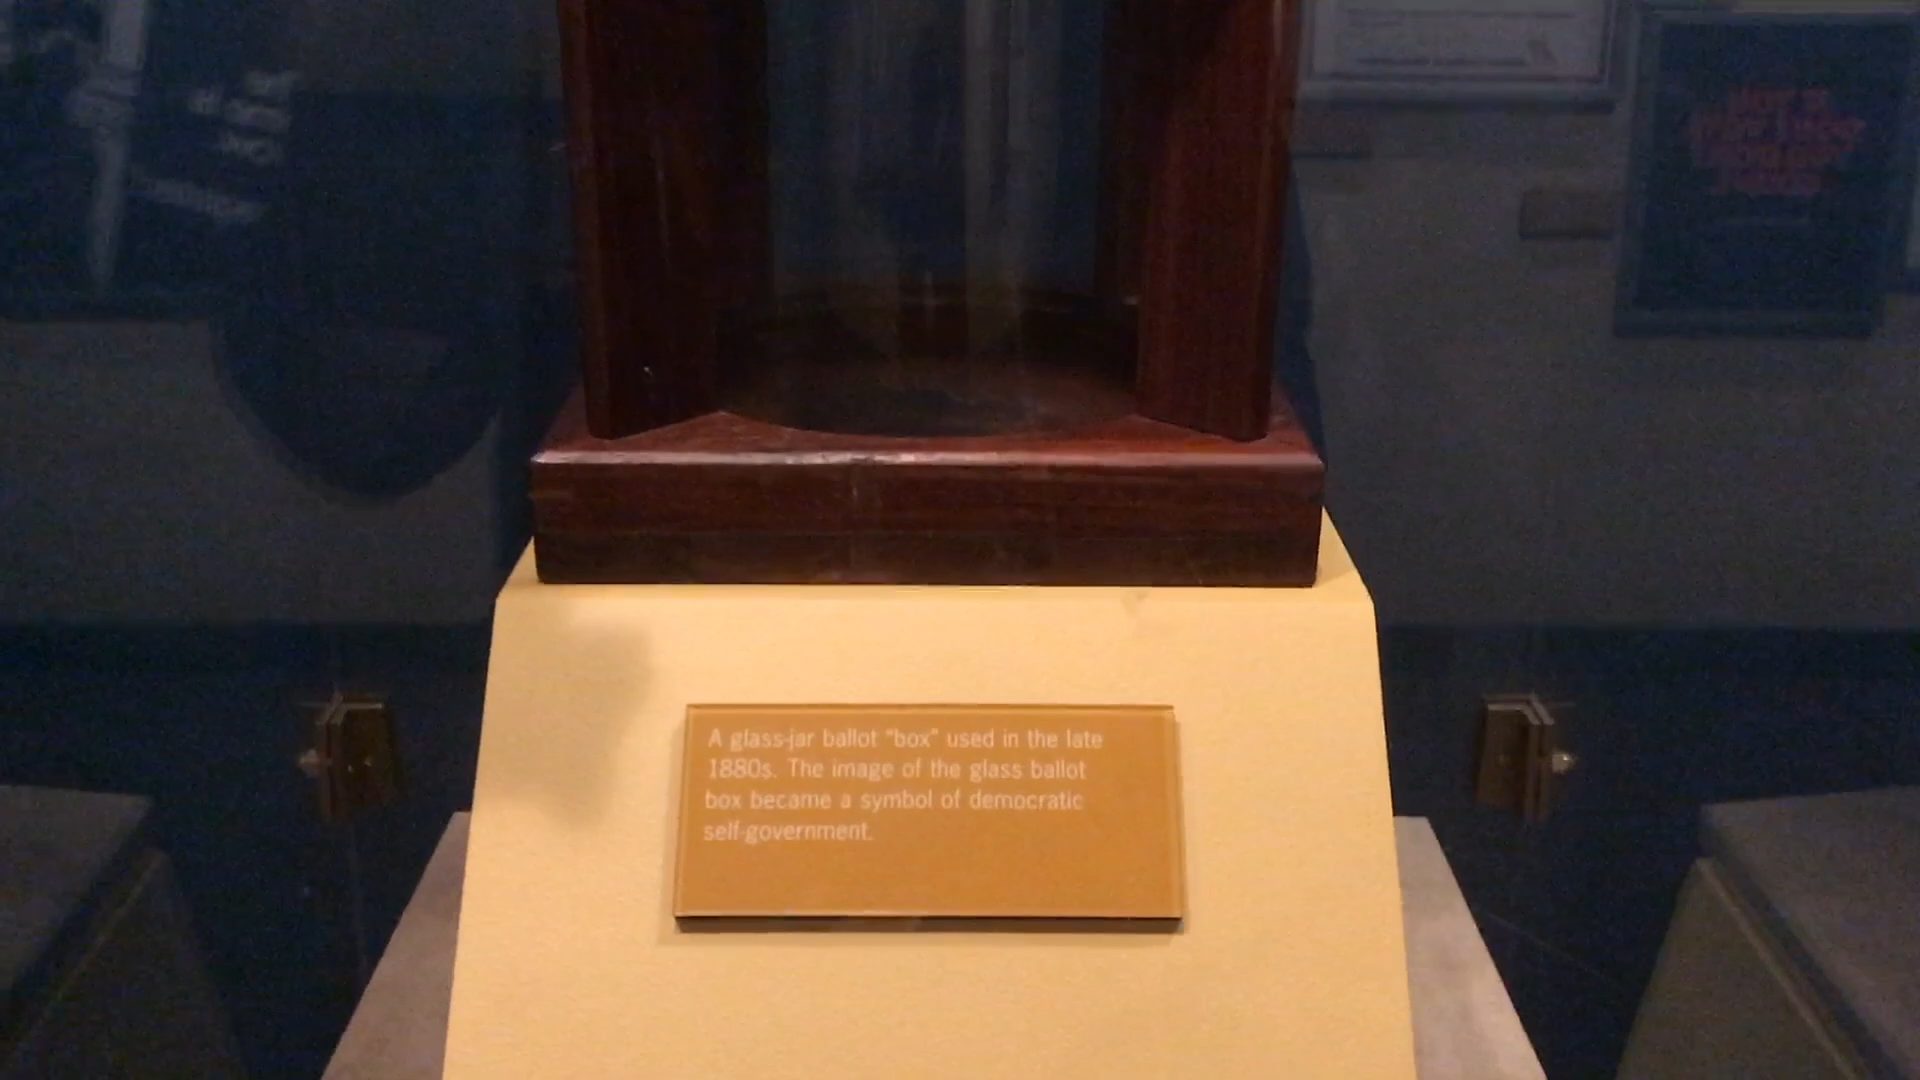 A glass-jar ballot “box” used in the late
1880s. The image of the glass ballot
box became a symbol of democratic
self-government.